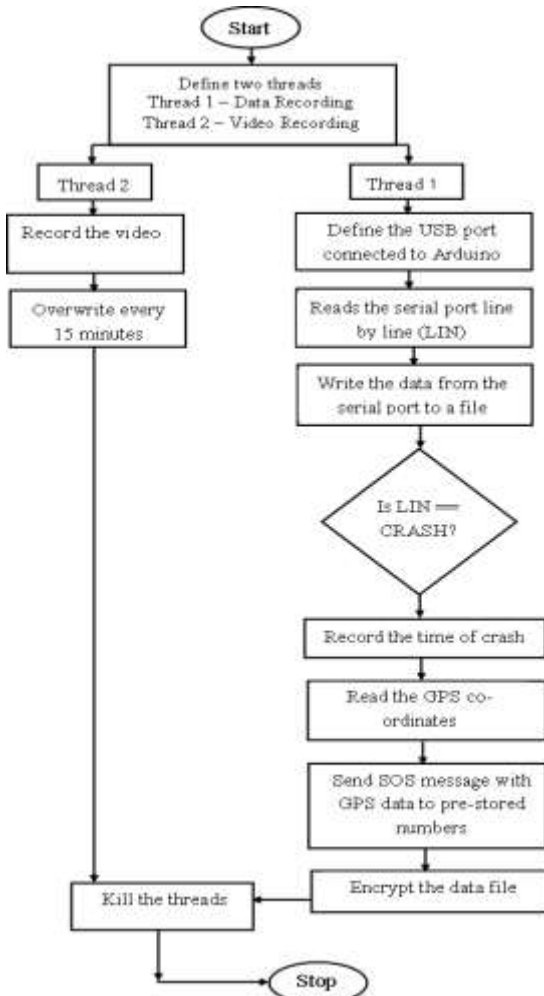 Start
Define two threads
Thread 1 – Data Recording
Thread 2 – Video Recording
Thread 2
Record the video
Overwrite every
15 minutes
Thread 1
Define the USB port
connected to Arduino
Reads the serial port line
by line (LIN)
Write the data from the
serial port to a file
Is LIN ==
CRASH?
Record the time of crash
Read the GPS co-
ordinates
Send SOS message with
GPS data to pre-stored
numbers
Encrypt the data file
Kill the threads
Stop